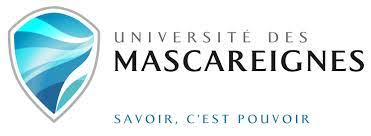 UNIVERSITÉ DES
MASCAREIGNES
SAVOIR, C'EST POUVOIR